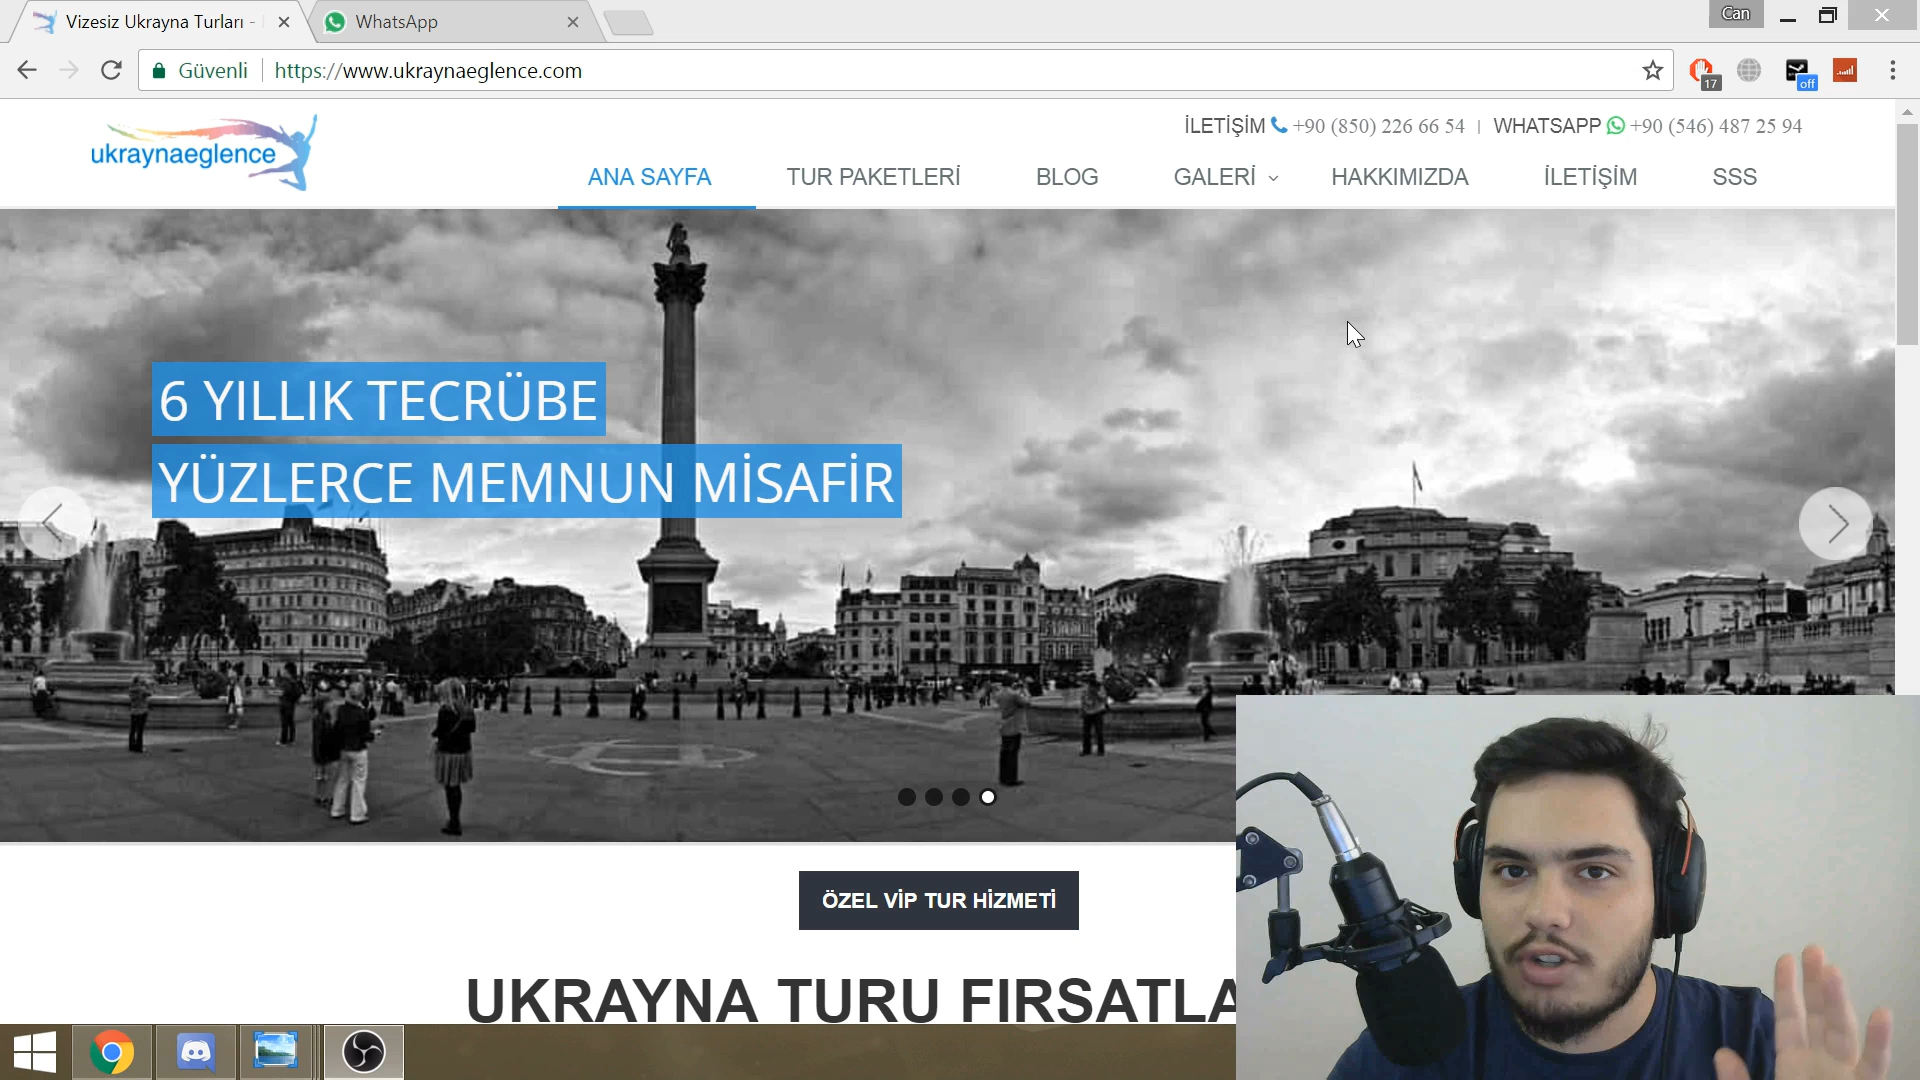 Vizesiz Ukrayna Turları -
WhatsApp
Can
Güvenli
https://www.ukraynaeglence.com
17
off
ukraynaeglence
İLETİŞİM +90 (850) 226 66 54 | WHATSAPP +90 (546) 487 25 94
ANA SAYFA
TUR PAKETLERİ
BLOG
GALERİ
HAKKIMIZDA
İLETİŞİM
SSS
6 YILLIK TECRÜBE
YÜZLERCE MEMNUN MİSAFİR
ÖZEL VİP TUR HİZMETİ
UKRAYNA TURU FIRSATLA